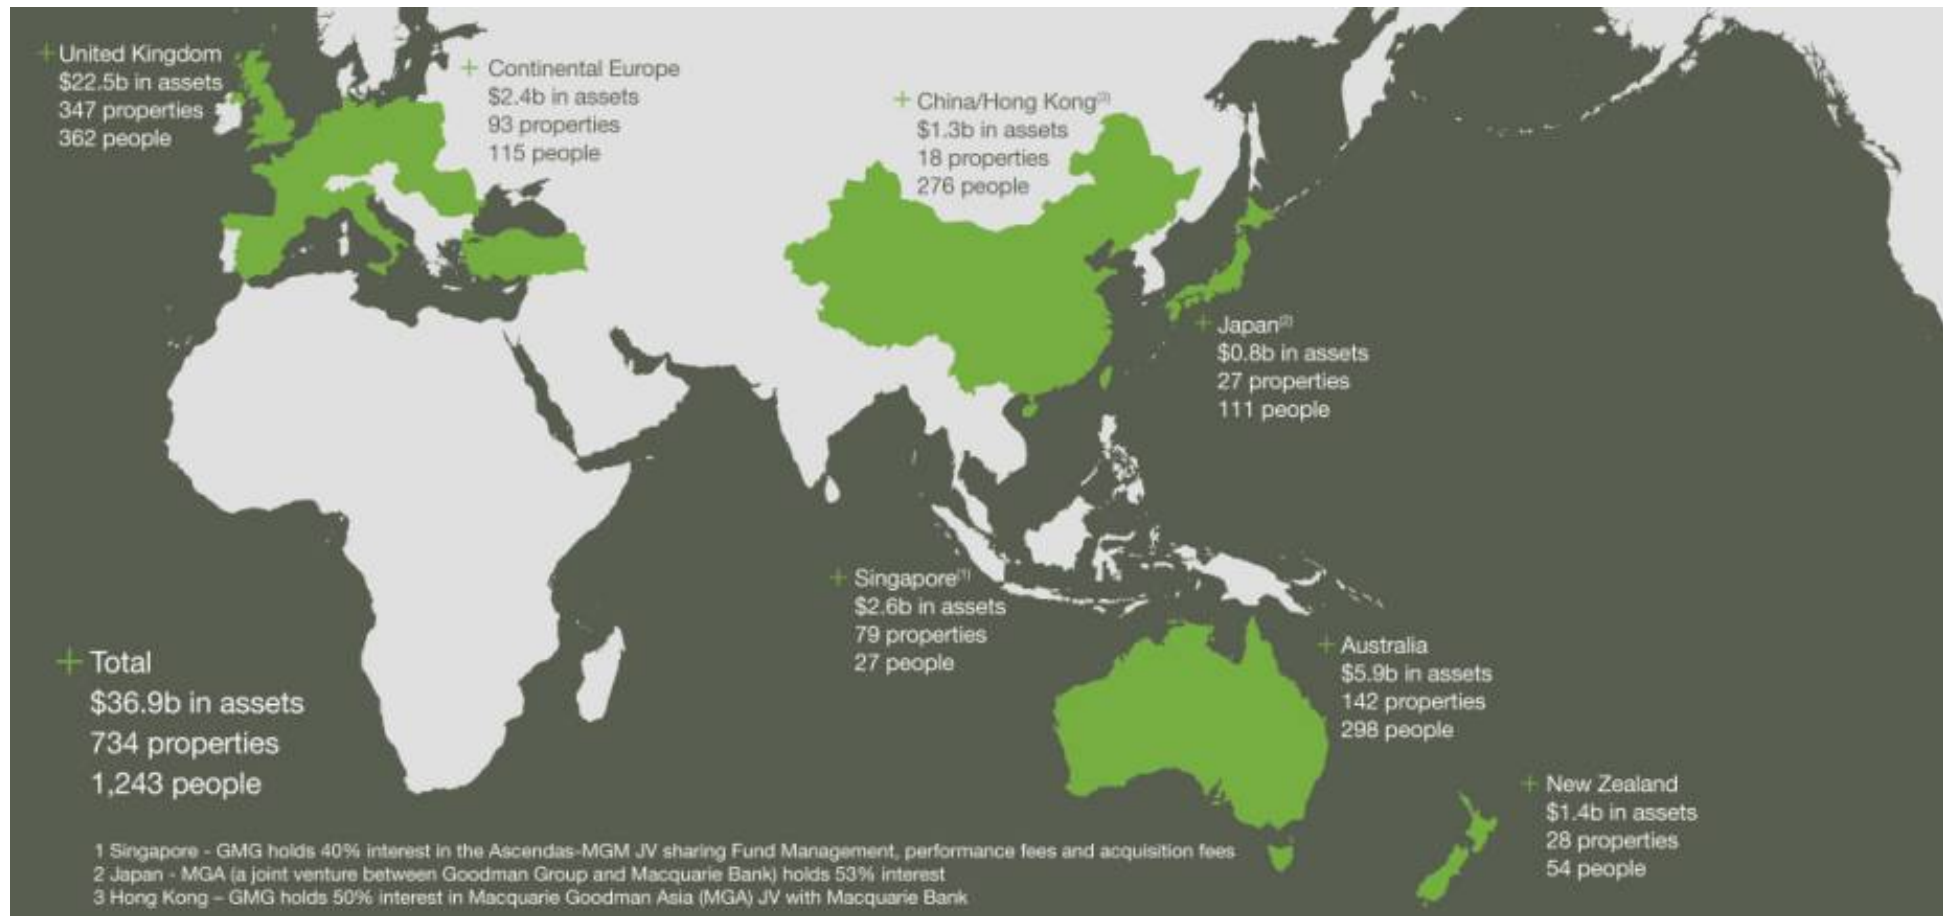 + United Kingdom
$22.5b in assets
347 properties
362 people
+ Continental Europe
$2.4b in assets
93 properties
115 people
+ China/Hong Kong(3)
$1.3b in assets
18 properties
276 people
+ Japan(2)
$0.8b in assets
27 properties
111 people
+ Singapore(1)
$2.6b in assets
79 properties
27 people
+ Australia
$5.9b in assets
142 properties
298 people
+ New Zealand
$1.4b in assets
28 properties
54 people
+ Total
$36.9b in assets
734 properties
1,243 people
1 Singapore - GMG holds 40% interest in the Ascendas-MGM JV sharing Fund Management, performance fees and acquisition fees
2 Japan - MGA (a joint venture between Goodman Group and Macquarie Bank) holds 53% interest
3 Hong Kong – GMG holds 50% interest in Macquarie Goodman Asia (MGA) JV with Macquarie Bank